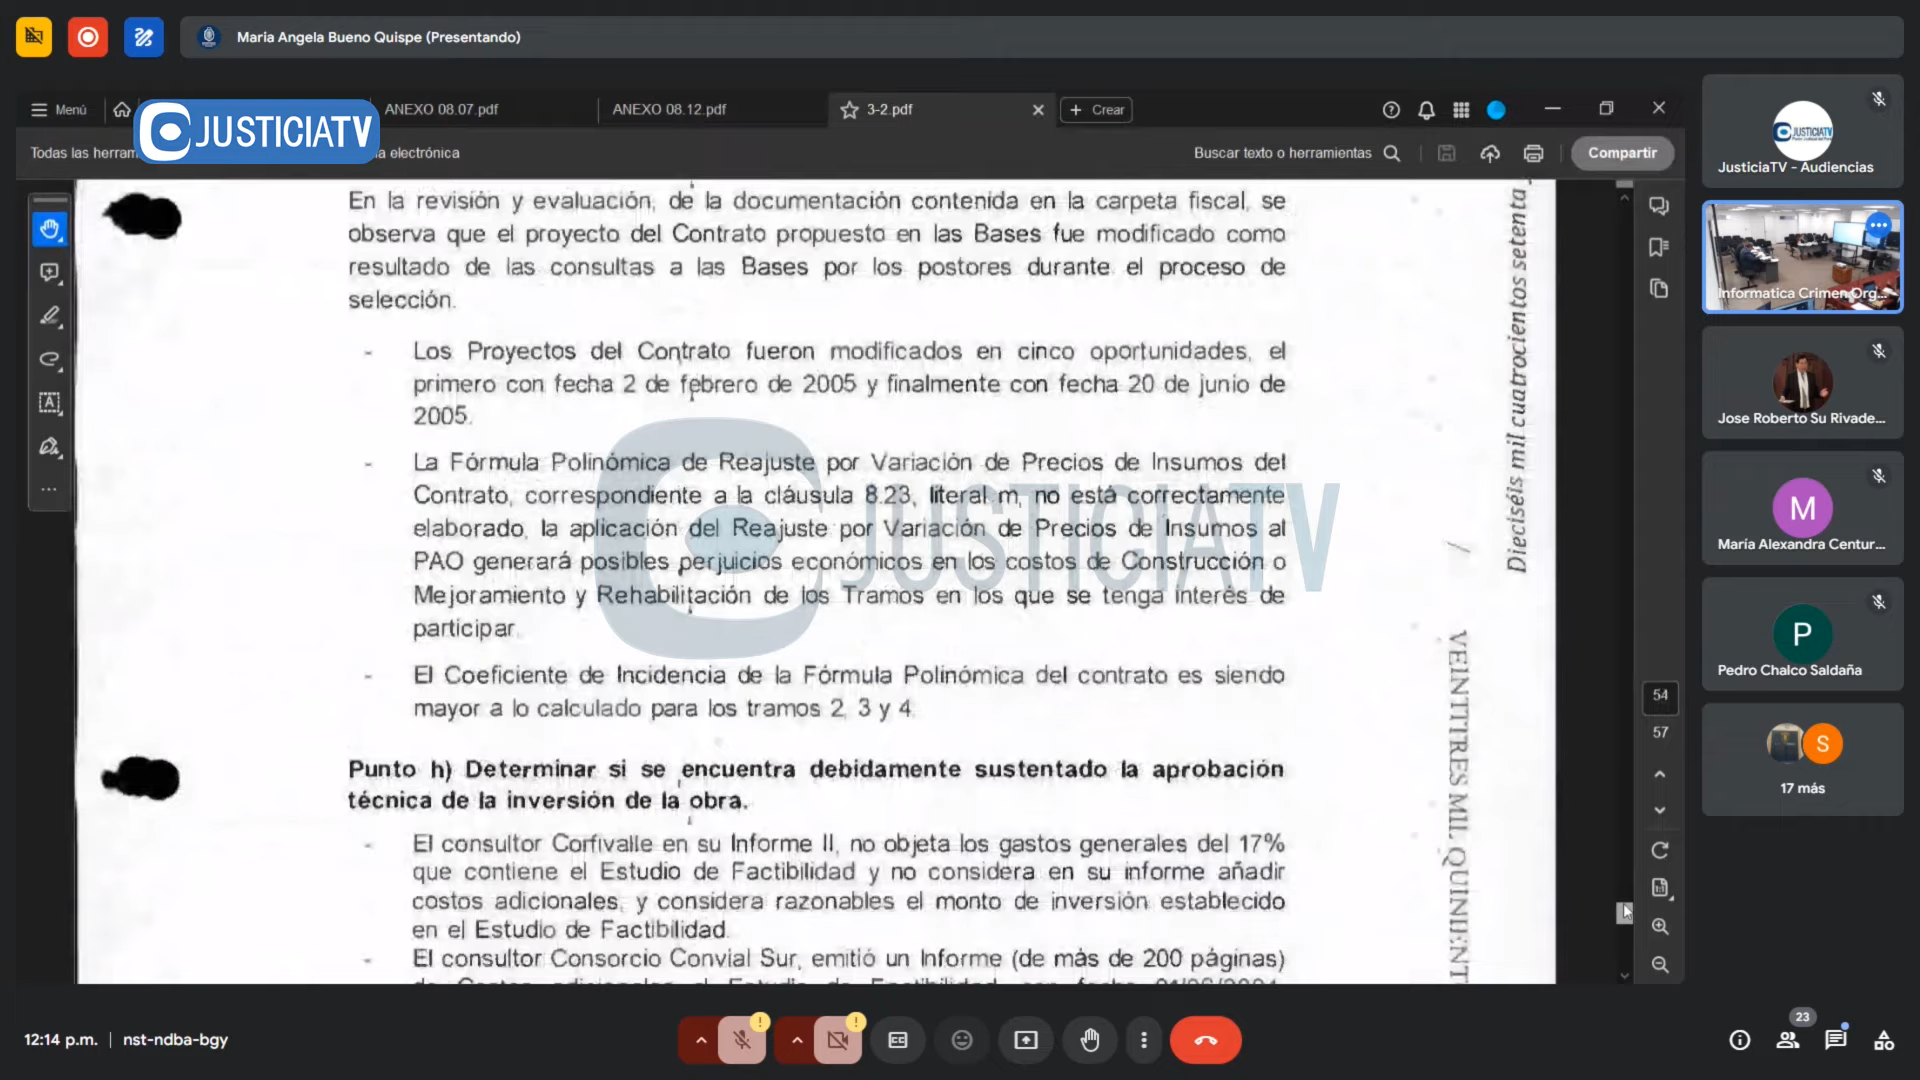 Maria Angela Bueno Quispe (Presentando)
Menú
ANEXO 08.07.pdf
ANEXO 08.12.pdf
3-2.pdf
Crear
JUSTICIATV
Todas las herram
a electrónica
Buscar texto o herramientas
Compartir
En la revisión y evaluación, de la documentación contenida en la carpeta fiscal, se
observa que el proyecto del Contrato propuesto en las Bases fue modificado como
resultado de las consultas a las Bases por los postores durante el proceso de
selección.
- Los Proyectos del Contrato fueron modificados en cinco oportunidades, el
primero con fecha 2 de febrero de 2005 y finalmente con fecha 20 de junio de
2005.
- La Fórmula Polinómica de Reajuste por Variación de Precios de Insumos del
Contrato, correspondiente a la cláusula 8.23, literal m, no está correctamente
elaborado, la aplicación del Reajuste por Variación de Precios de Insumos al
PAO generará posibles perjuicios económicos en los costos de Construcción o
Mejoramiento y Rehabilitación de los Tramos en los que se tenga interés de
participar.
- El Coeficiente de Incidencia de la Fórmula Polinómica del contrato es siendo
mayor a lo calculado para los tramos 2, 3 y 4.
Punto h) Determinar si se encuentra debidamente sustentado la aprobación
técnica de la inversión de la obra.
- El consultor Corfivalle en su Informe II, no objeta los gastos generales del 17%
que contiene el Estudio de Factibilidad y no considera en su informe añadir
costos adicionales, y considera razonables el monto de inversión establecido
en el Estudio de Factibilidad.
- El consultor Consorcio Convial Sur, emitió un Informe (de más de 200 páginas)
JUSTICIATV
Dieciséis mil cuatrocientos setenta
VEINTITRES MIL QUINIENT
54
57
JUSTICIATV
JusticiaTV - Audiencias
Informatica Crimen Org...
Jose Roberto Su Rivade...
M
María Alexandra Centur...
P
Pedro Chalco Saldaña
S
17 más
12:14 p.m. | nst-ndba-bgy
23